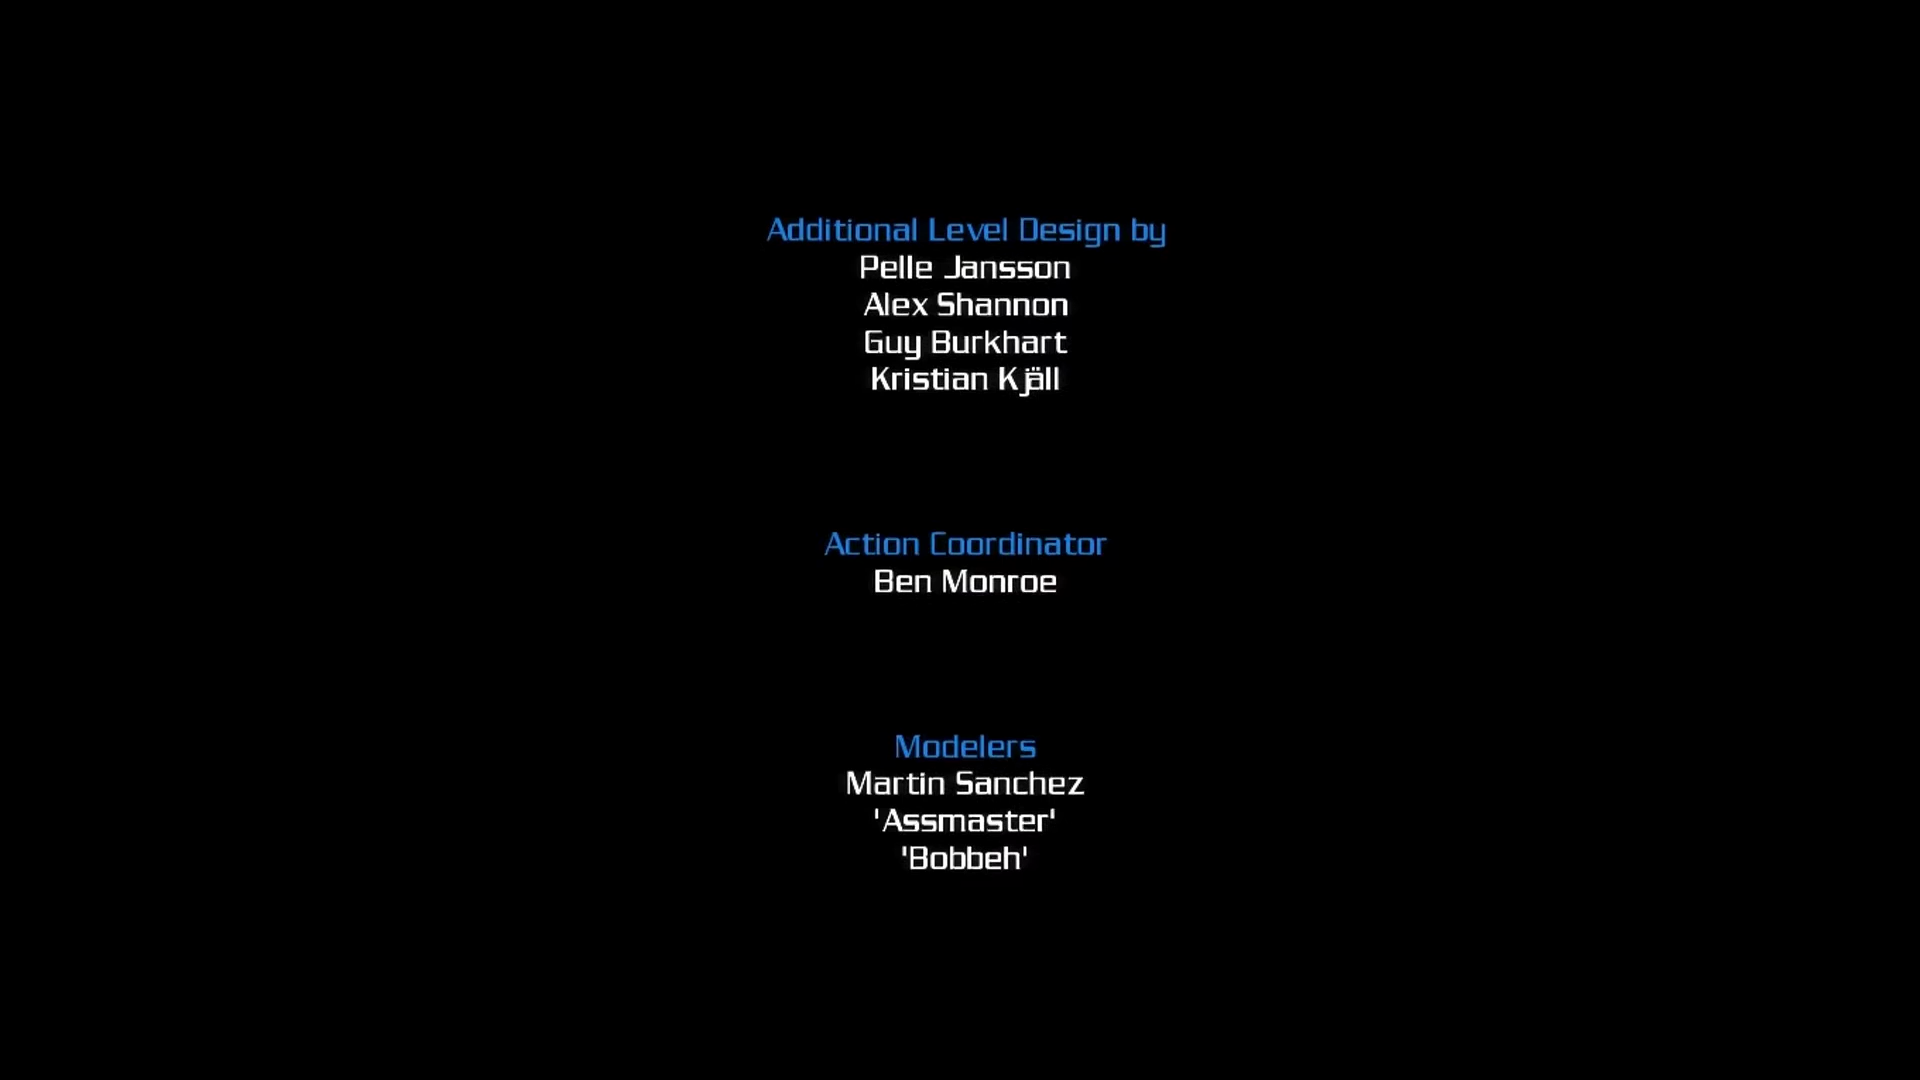 Additional Level Design by
Pelle Jansson
Alex Shannon
Guy Burkhart
Kristian Kjäll
Action Coordinator
Ben Monroe
Modelers
Martin Sanchez
'Assmaster'
'Bobbeh'